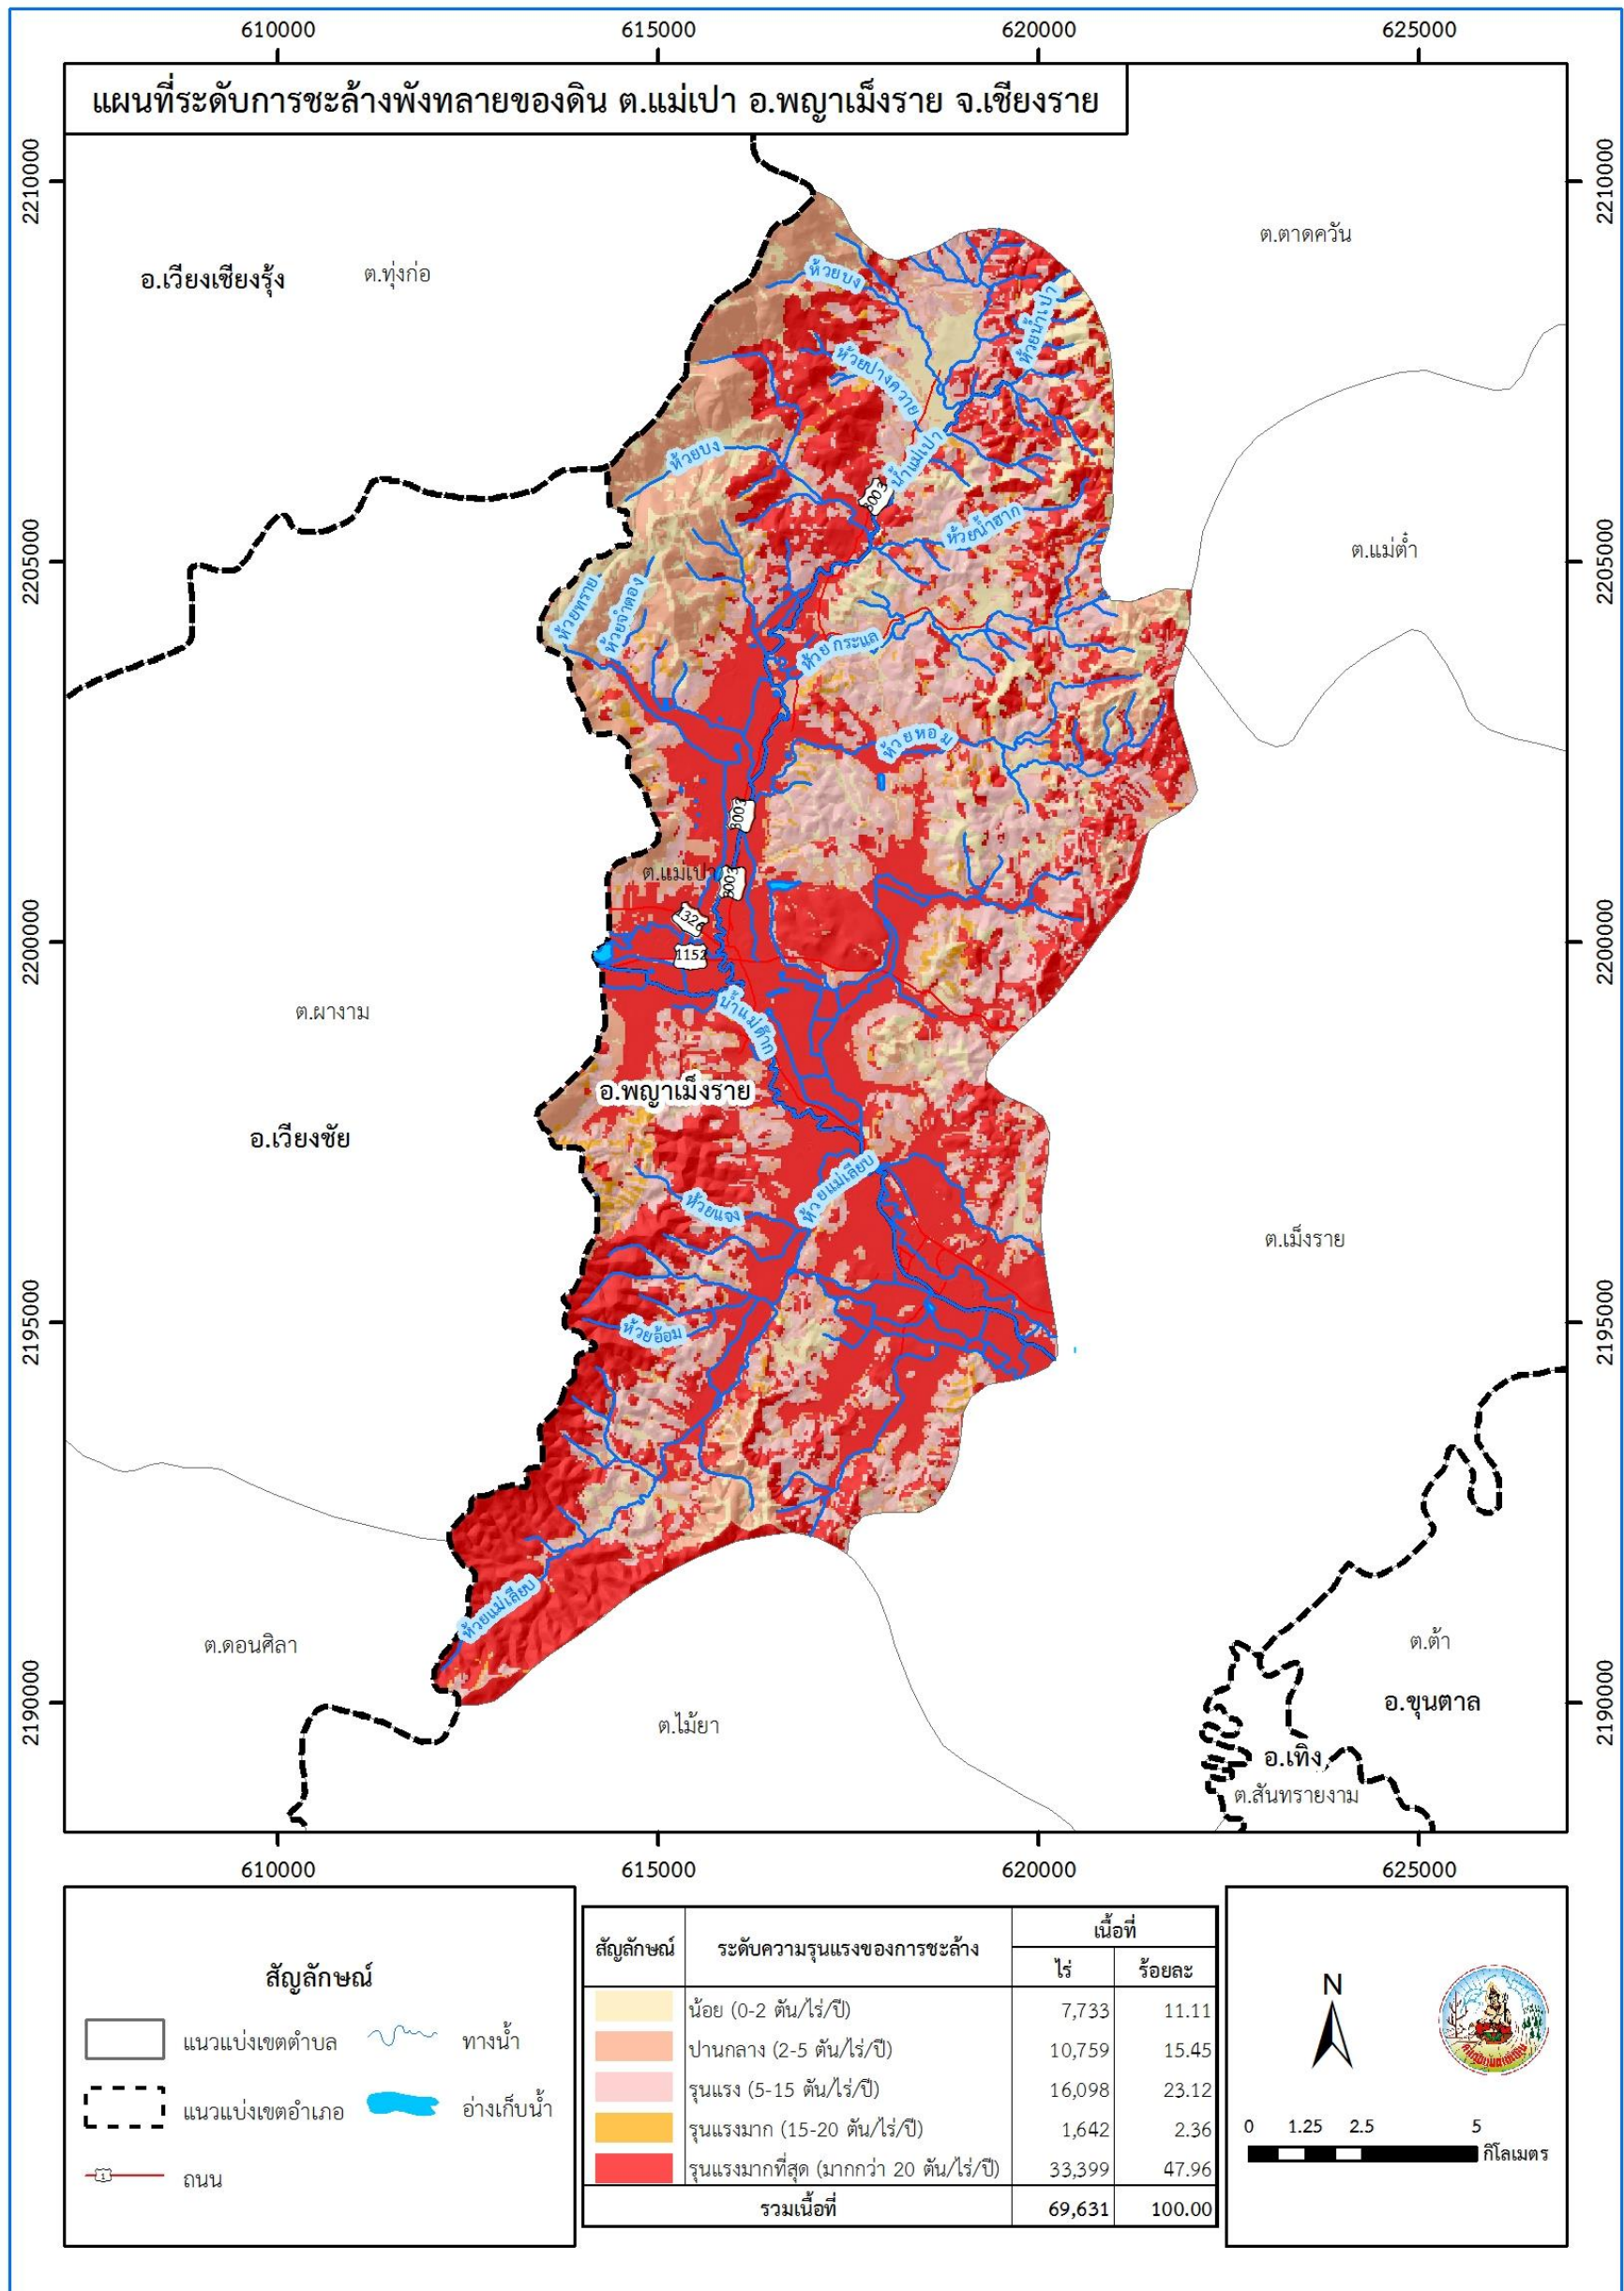 610000 615000 620000 625000
แผนที่ระดับการชะล้างพังทลายของดิน ต.แม่เปา อ.พญาเม็งราย จ.เชียงราย
2210000
2210000
ต.ตาดควัน
อ.เวียงเชียงรุ้ง
ต.ทุ่งก่อ
ห้วยบง
ห้วยน้ำเปา
ห้วยปางควาย
ห้วยบง
น้ำแม่เปา
8003
ห้วยน้ำฮาก
ต.แม่ต๋ำ
2205000
2205000
ห้วยทราย
ห้วยจำตอง
ห้วยกระแล
ห้วยหอม
8003
ต.แม่เปา
8003
1326
1152
2200000
2200000
ต.ผางาม
น้ำแม่ต๊าก
อ.พญาเม็งราย
อ.เวียงชัย
ห้วยแม่เลียบ
ห้วยแจง
ต.เม็งราย
2195000
2195000
ห้วยอ้อม
ห้วยแม่เลียบ
ต.ดอนศิลา
ต.ต้า
2190000
2190000
อ.ขุนตาล
ต.ไม้ยา
อ.เทิง
ต.สันทรายงาม
610000 615000 620000 625000
สัญลักษณ์
แนวแบ่งเขตตำบล ทางน้ำ
แนวแบ่งเขตอำเภอ อ่างเก็บน้ำ
1 ถนน
สัญลักษณ์ ระดับความรุนแรงของการชะล้าง เนื้อที่
ไร่ ร้อยละ
น้อย (0-2 ตัน/ไร่/ปี) 7,733 11.11
ปานกลาง (2-5 ตัน/ไร่/ปี) 10,759 15.45
รุนแรง (5-15 ตัน/ไร่/ปี) 16,098 23.12
รุนแรงมาก (15-20 ตัน/ไร่/ปี) 1,642 2.36
รุนแรงมากที่สุด (มากกว่า 20 ตัน/ไร่/ปี) 33,399 47.96
รวมเนื้อที่ 69,631 100.00
N
0 1.25 2.5 5
กิโลเมตร